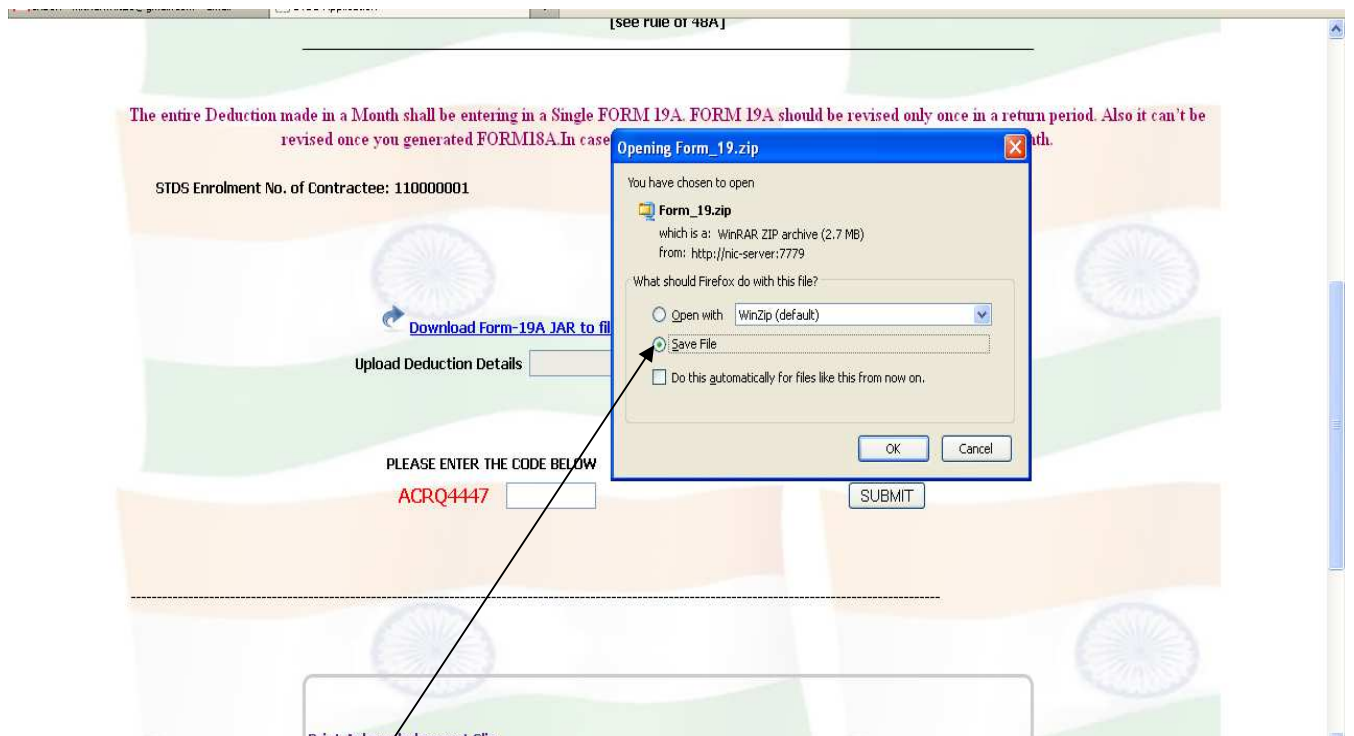 [see rule of 48A]
The entire Deduction made in a Month shall be entering in a Single FORM 19A. FORM 19A should be revised only once in a return period. Also it can't be
revised once you generated FORM18A.In case
Opening Form_19.zip
You have chosen to open
Form_19.zip
which is a: WinRAR ZIP archive (2.7 MB)
from: http://nic-server:7779
What should Firefox do with this file?
Open with WinZip (default)
Save File
Do this automatically for files like this from now on.
OK Cancel
STDS Enrolment No. of Contractee: 110000001
Download Form-19A JAR to fil
Upload Deduction Details
PLEASE ENTER THE CODE BELOW
ACRQ4447 SUBMIT